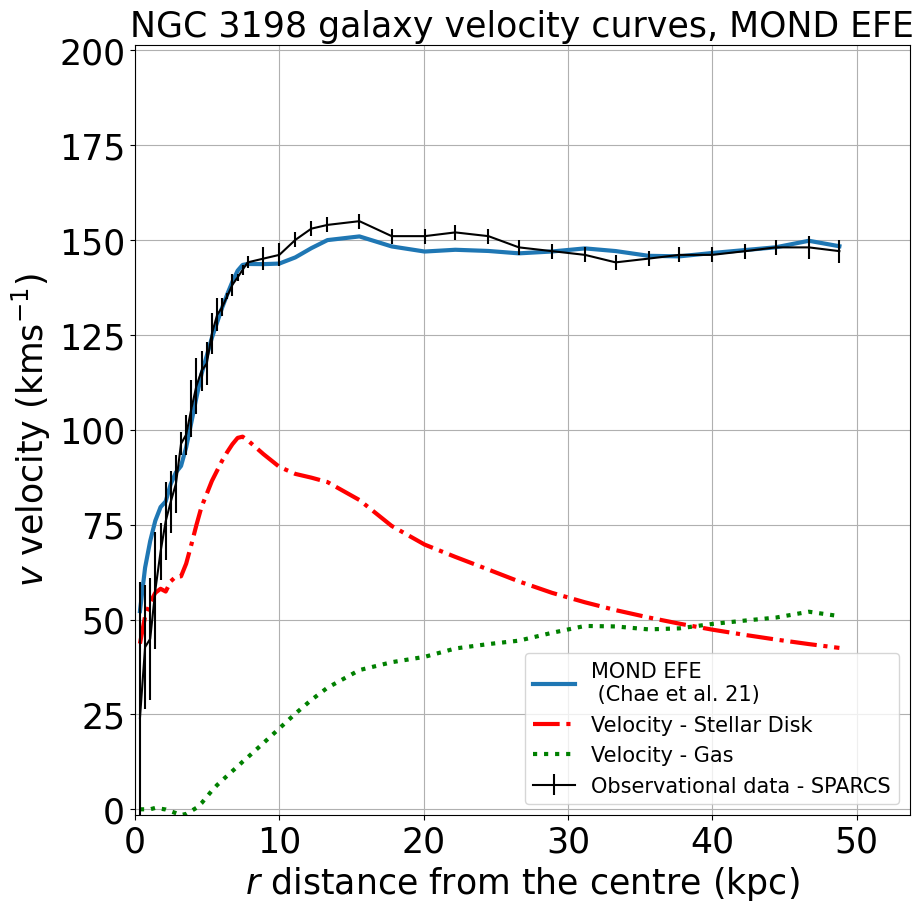 NGC 3198 galaxy velocity curves, MOND EFE
200
175
150
125
100
75
50
25
0
v velocity (kms⁻¹)
MOND EFE
(Chae et al. 21)
Velocity - Stellar Disk
Velocity - Gas
Observational data - SPARCS
0 10 20 30 40 50
r distance from the centre (kpc)